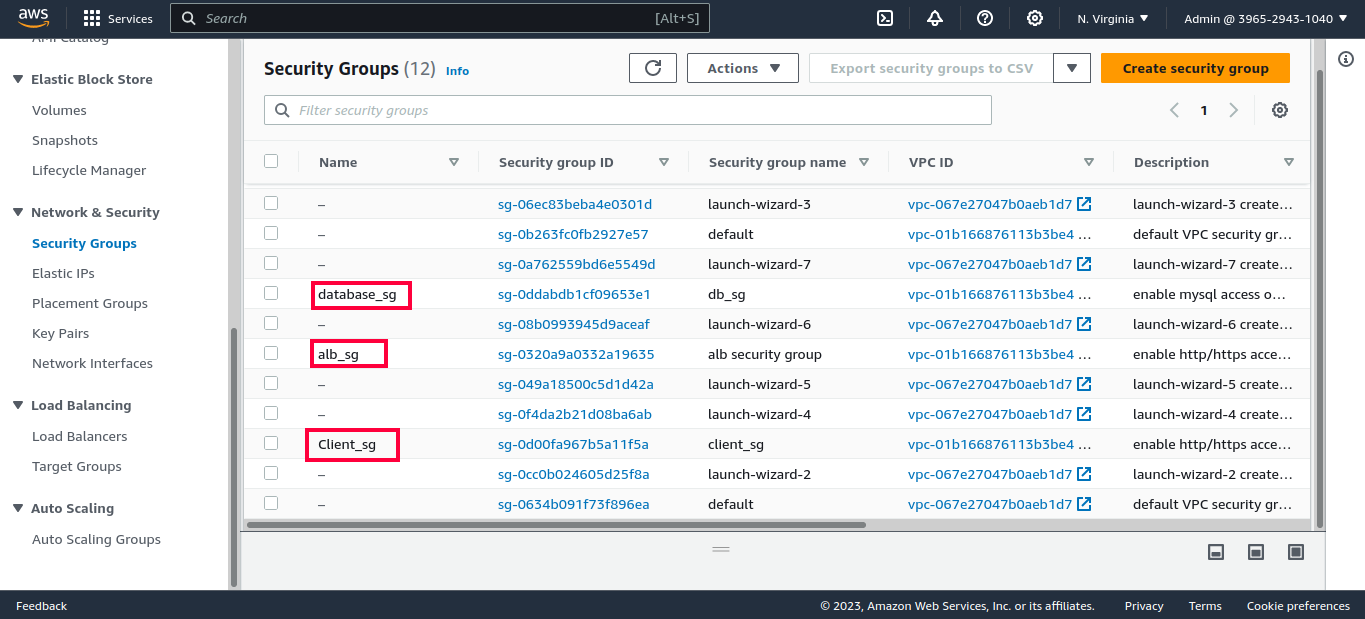 aws Services Search [Alt+S] N. Virginia Admin @ 3965-2943-1040
AMI Catalog
Elastic Block Store
Volumes
Snapshots
Lifecycle Manager
Network & Security
Security Groups
Elastic IPs
Placement Groups
Key Pairs
Network Interfaces
Load Balancing
Load Balancers
Target Groups
Auto Scaling
Auto Scaling Groups
Security Groups (12) Info Actions Export security groups to CSV Create security group
Filter security groups 1
Name Security group ID Security group name VPC ID Description
– sg-06ec83beba4e0301d launch-wizard-3 vpc-067e27047b0aeb1d7 launch-wizard-3 create…
– sg-0b263fc0fb2927e57 default vpc-01b166876113b3be4 … default VPC security gr…
– sg-0a762559bd6e5549d launch-wizard-7 vpc-067e27047b0aeb1d7 launch-wizard-7 create…
database_sg sg-0ddabdb1cf09653e1 db_sg vpc-01b166876113b3be4 … enable mysql access o…
– sg-08b0993945d9aceaf launch-wizard-6 vpc-067e27047b0aeb1d7 launch-wizard-6 create…
alb_sg sg-0320a9a0332a19635 alb security group vpc-01b166876113b3be4 … enable http/https acce…
– sg-049a18500c5d1d42a launch-wizard-5 vpc-067e27047b0aeb1d7 launch-wizard-5 create…
– sg-0f4da2b21d08ba6ab launch-wizard-4 vpc-067e27047b0aeb1d7 launch-wizard-4 create…
Client_sg sg-0d00fa967b5a11f5a client_sg vpc-01b166876113b3be4 … enable http/https acce…
– sg-0cc0b024605d25f8a launch-wizard-2 vpc-067e27047b0aeb1d7 launch-wizard-2 create…
– sg-0634b091f73f896ea default vpc-067e27047b0aeb1d7 default VPC security gr…
Feedback © 2023, Amazon Web Services, Inc. or its affiliates. Privacy Terms Cookie preferences